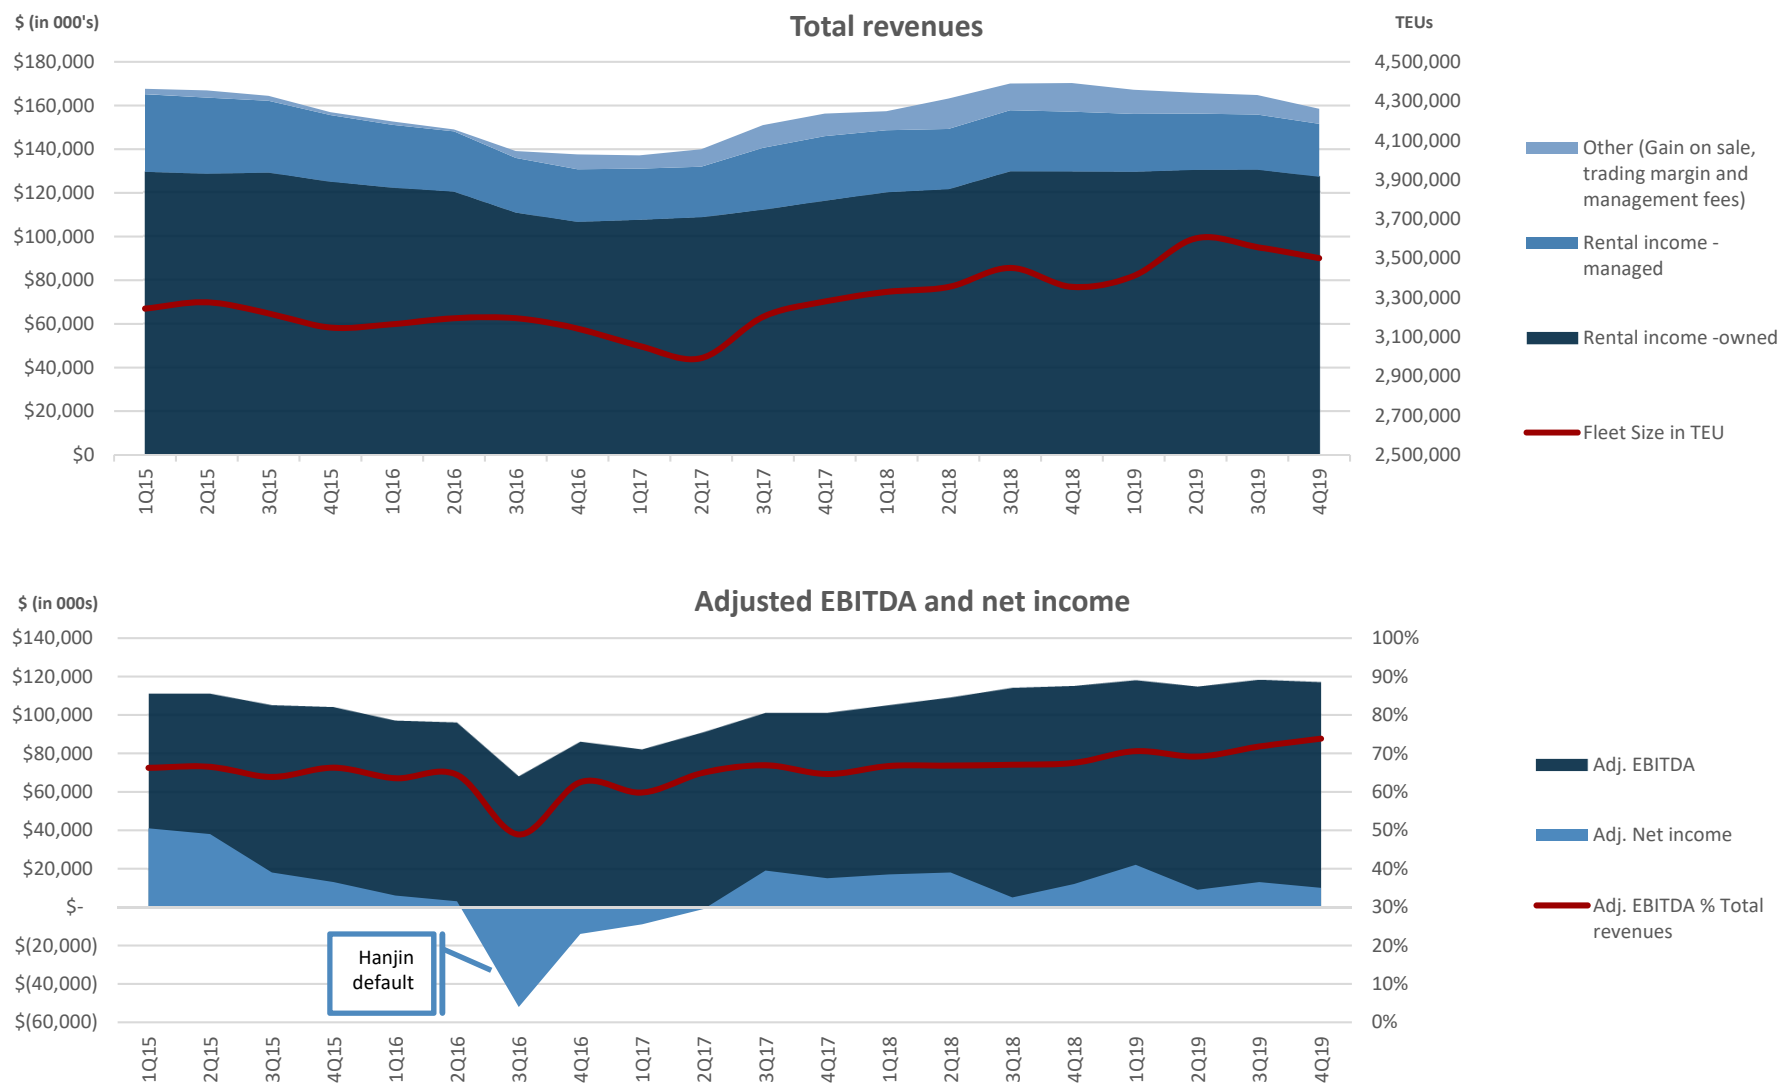 $ (in 000's)
Total revenues
TEUs
$180,000
$160,000
$140,000
$120,000
$100,000
$80,000
$60,000
$40,000
$20,000
$0
4,500,000
4,300,000
4,100,000
3,900,000
3,700,000
3,500,000
3,300,000
3,100,000
2,900,000
2,700,000
2,500,000
1Q15
2Q15
3Q15
4Q15
1Q16
2Q16
3Q16
4Q16
1Q17
2Q17
3Q17
4Q17
1Q18
2Q18
3Q18
4Q18
1Q19
2Q19
3Q19
4Q19
Other (Gain on sale,
trading margin and
management fees)
Rental income -
managed
Rental income -owned
Fleet Size in TEU
$ (in 000s)
Adjusted EBITDA and net income
$140,000
$120,000
$100,000
$80,000
$60,000
$40,000
$20,000
$-
$(20,000)
$(40,000)
$(60,000)
100%
90%
80%
70%
60%
50%
40%
30%
20%
10%
0%
Hanjin
default
1Q15
2Q15
3Q15
4Q15
1Q16
2Q16
3Q16
4Q16
1Q17
2Q17
3Q17
4Q17
1Q18
2Q18
3Q18
4Q18
1Q19
2Q19
3Q19
4Q19
Adj. EBITDA
Adj. Net income
Adj. EBITDA % Total
revenues